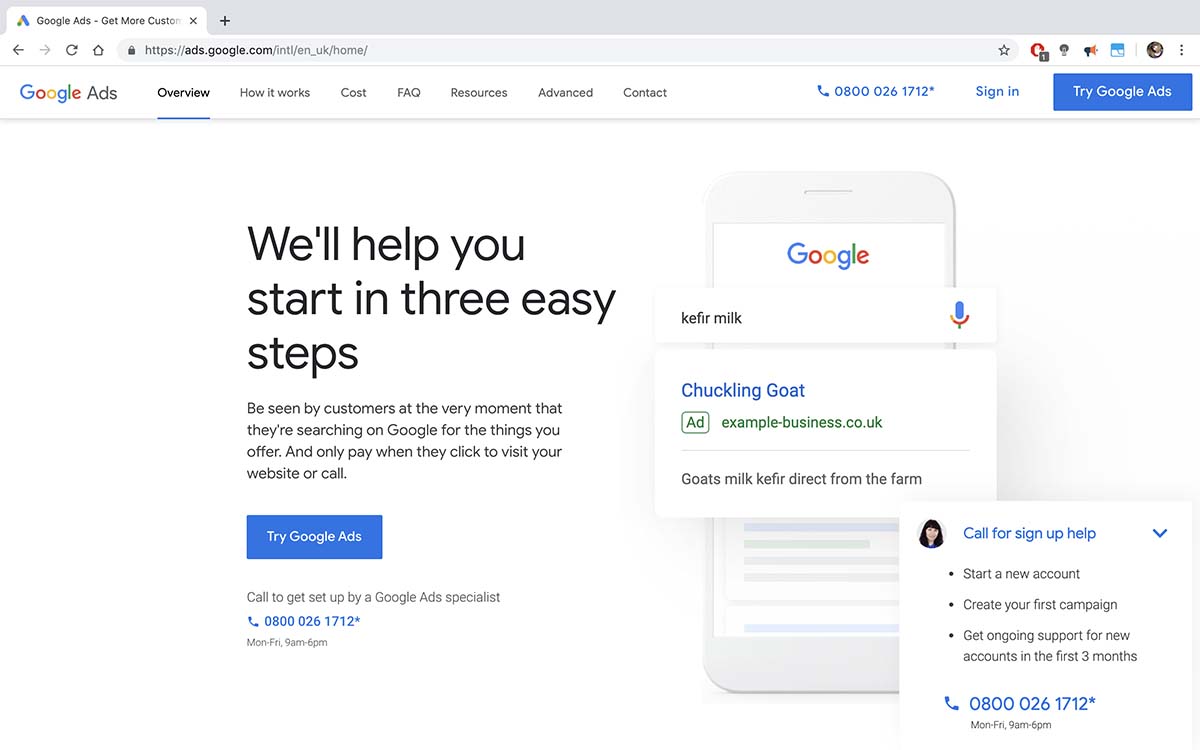 Google Ads - Get More Custom
https://ads.google.com/intl/en_uk/home/
1
Google Ads
Overview
How it works
Cost
FAQ
Resources
Advanced
Contact
0800 026 1712*
Sign in
Try Google Ads
We'll help you
start in three easy
steps
Be seen by customers at the very moment that
they're searching on Google for the things you
offer. And only pay when they click to visit your
website or call.
Try Google Ads
Call to get set up by a Google Ads specialist
0800 026 1712*
Mon-Fri, 9am-6pm
Google
kefir milk
Chuckling Goat
Ad example-business.co.uk
Goats milk kefir direct from the farm
Call for sign up help
• Start a new account
• Create your first campaign
• Get ongoing support for new
accounts in the first 3 months
0800 026 1712*
Mon-Fri, 9am-6pm